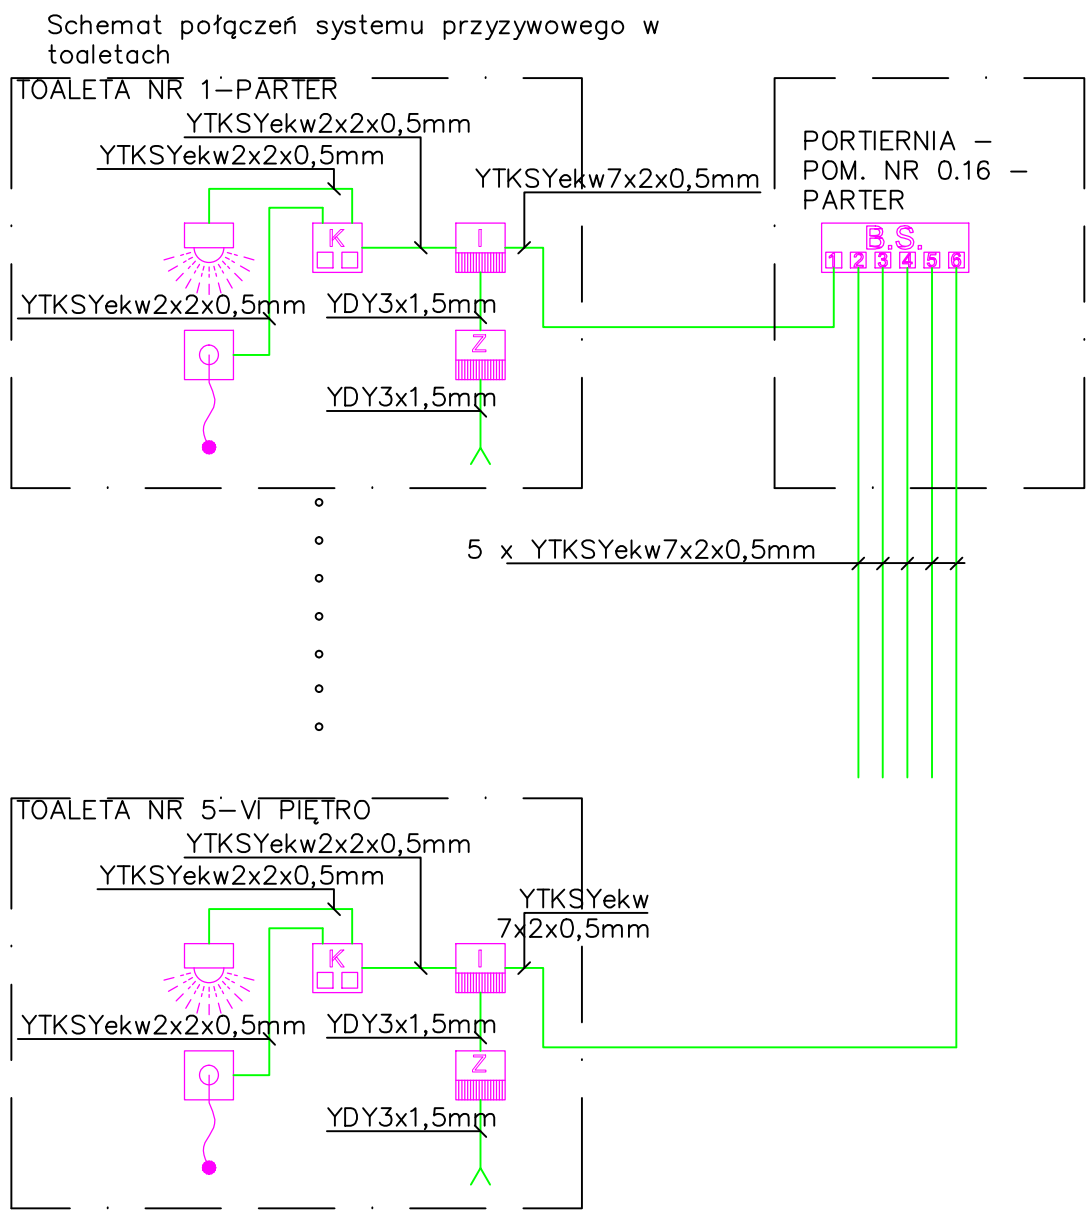 Schemat połączeń systemu przyzywowego w
toaletach
TOALETA NR 1-PARTER
YTKSYekw2x2x0,5mm
YTKSYekw2x2x0,5mm
YTKSYekw7x2x0,5mm
PORTIERNIA -
POM. NR 0.16 -
PARTER
K
I
B.S.
1 2 3 4 5 6
YTKSYekw2x2x0,5mm
YDY3x1,5mm
Z
YDY3x1,5mm
5 x YTKSYekw7x2x0,5mm
TOALETA NR 5-VI PIĘTRO
YTKSYekw2x2x0,5mm
YTKSYekw2x2x0,5mm
YTKSYekw
7x2x0,5mm
K
I
YTKSYekw2x2x0,5mm
YDY3x1,5mm
Z
YDY3x1,5mm